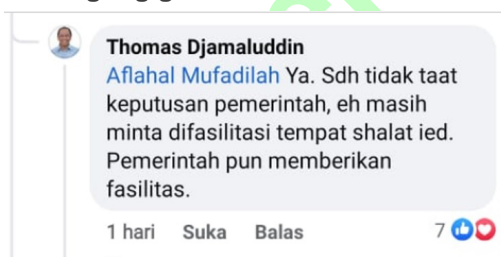 Thomas Djamaluddin
Aflahal Mufadilah Ya. Sdh tidak taat
keputusan pemerintah, eh masih
minta difasilitasi tempat shalat ied.
Pemerintah pun memberikan
fasilitas.
1 hari Suka Balas 7